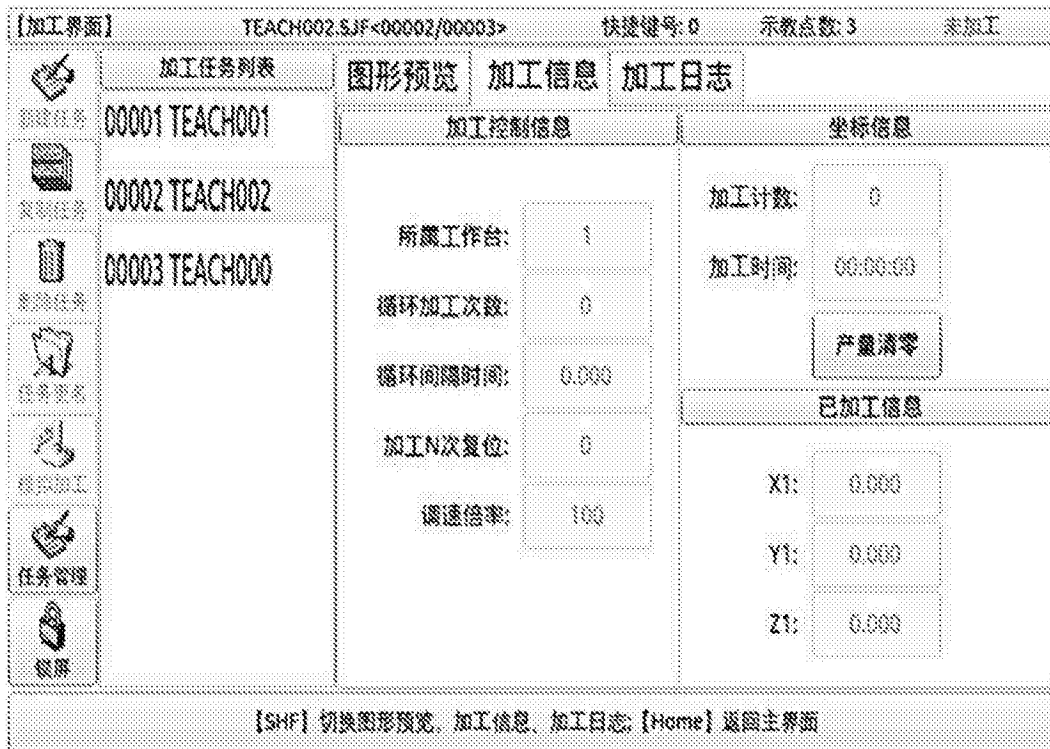 【加工界面】 TEACH002.SJF<00002/00003> 快捷键号: 0 示教点数: 3 未加工
新建任务
复制任务
删除任务
任务更名
模拟加工
任务管理
锁屏
加工任务列表
00001 TEACH001
00002 TEACH002
00003 TEACH000
图形预览 加工信息 加工日志
加工控制信息
所属工作台: 1
循环加工次数: 0
循环间隔时间: 0.000
加工N次复位: 0
调速倍率: 100
坐标信息
加工计数: 0
加工时间: 00:00:00
产量清零
已加工信息
X1: 0.000
Y1: 0.000
Z1: 0.000
【SHF】切换图形预览、加工信息、加工日志;【Home】返回主界面